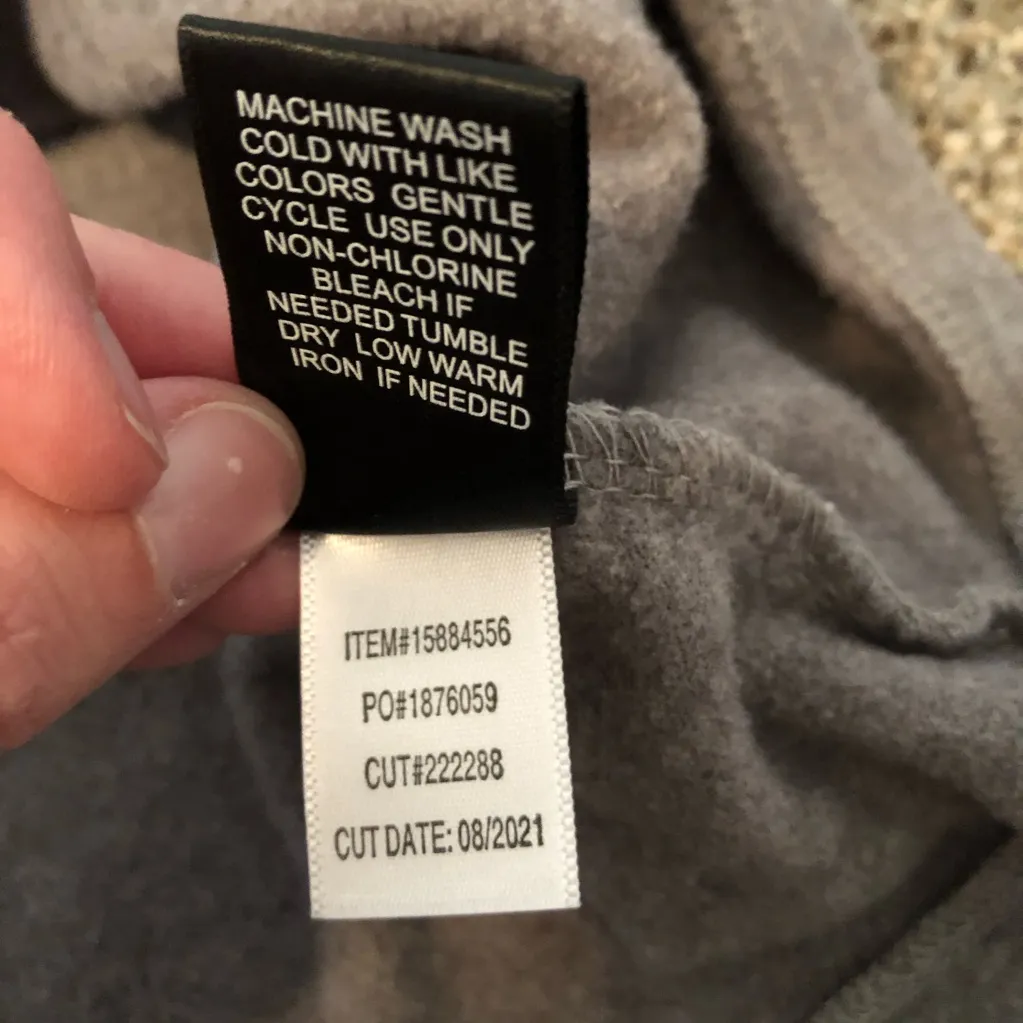 MACHINE WASH
COLD WITH LIKE
COLORS GENTLE
CYCLE USE ONLY
NON-CHLORINE
BLEACH IF
NEEDED TUMBLE
DRY LOW WARM
IRON IF NEEDED
ITEM#15884556
PO#1876059
CUT#222288
CUT DATE: 08/2021